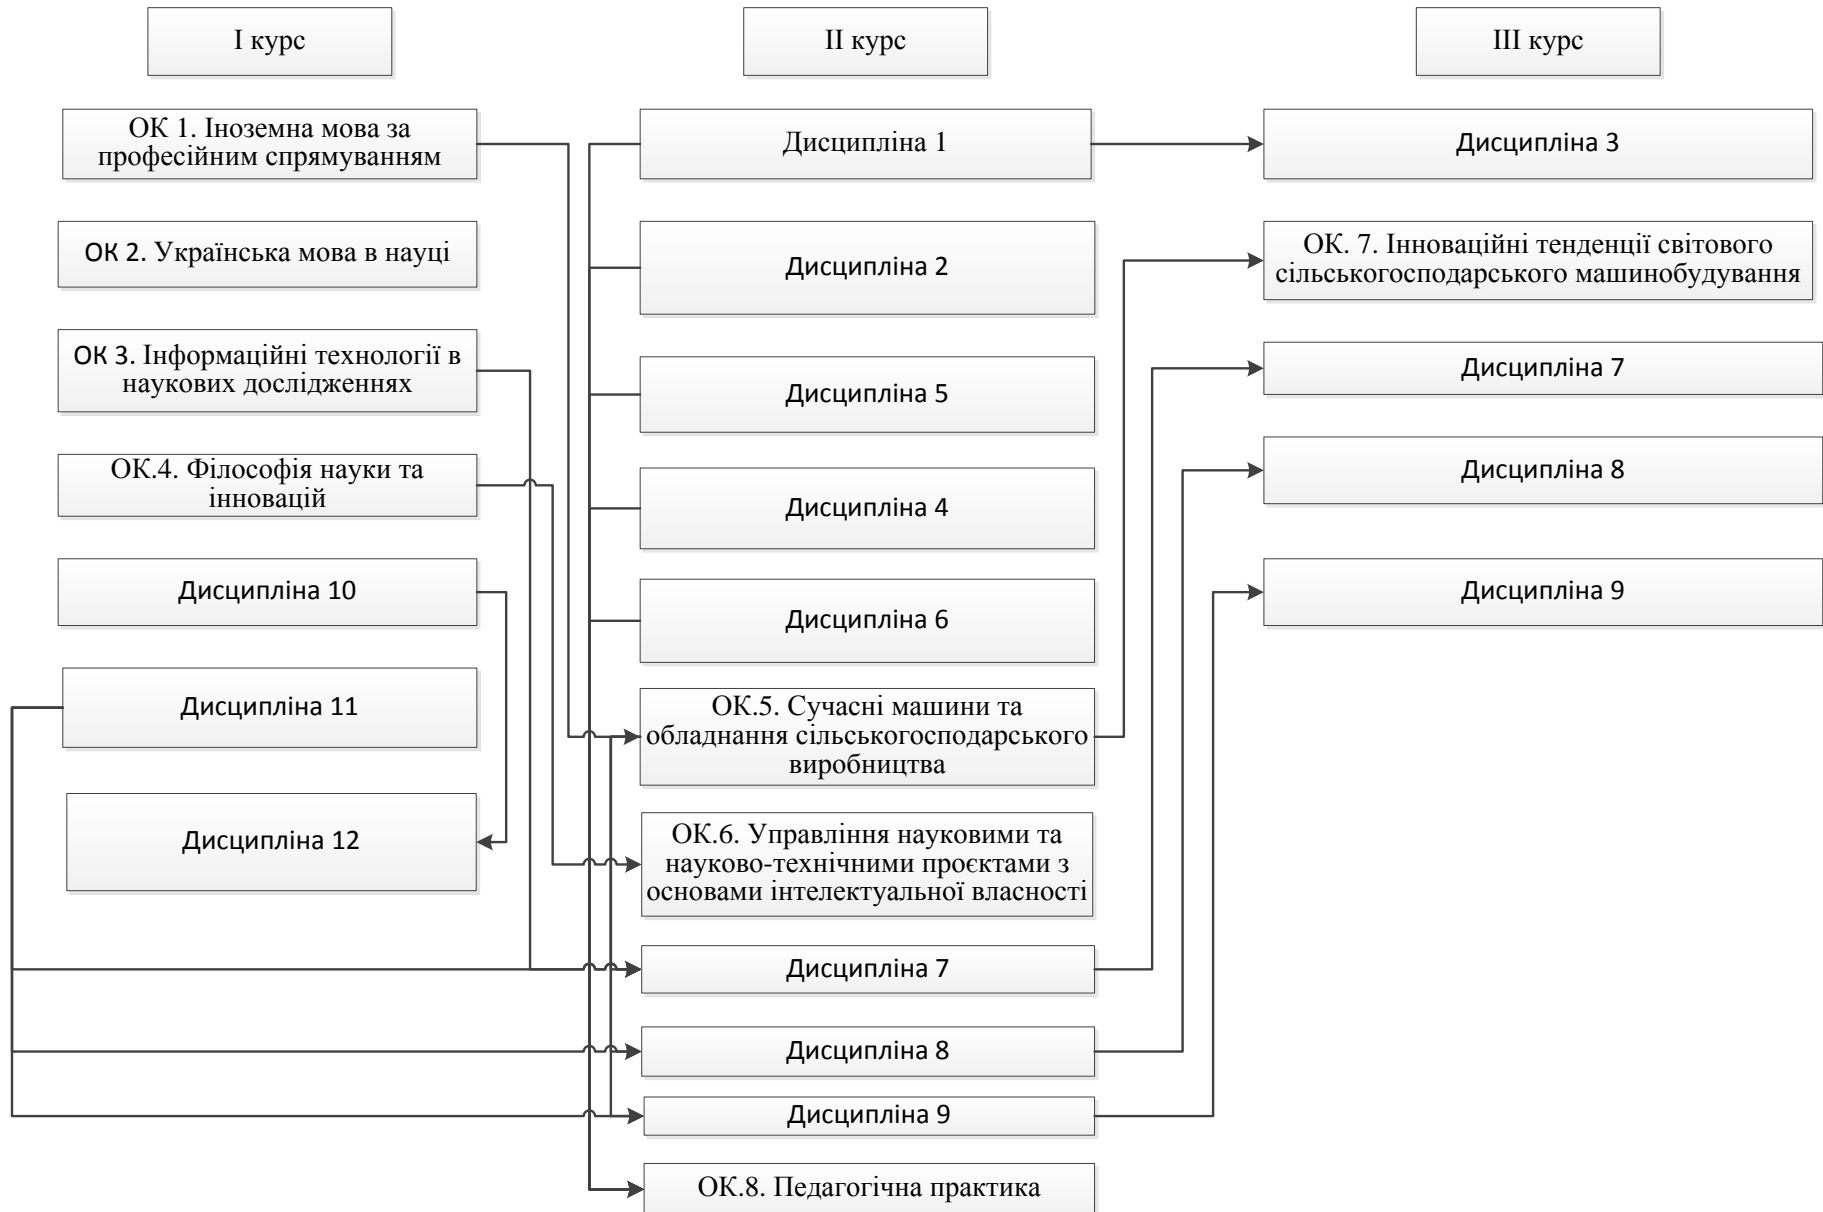 І курс
ІІ курс
ІІІ курс
ОК 1. Іноземна мова за
професійним спрямуванням
ОК 2. Українська мова в науці
ОК 3. Інформаційні технології в
наукових дослідженнях
ОК.4. Філософія науки та
інновацій
Дисципліна 10
Дисципліна 11
Дисципліна 12
Дисципліна 1
Дисципліна 2
Дисципліна 5
Дисципліна 4
Дисципліна 6
ОК.5. Сучасні машини та
обладнання сільськогосподарського
виробництва
ОК.6. Управління науковими та
науково-технічними проєктами з
основами інтелектуальної власності
Дисципліна 7
Дисципліна 8
Дисципліна 9
ОК.8. Педагогічна практика
Дисципліна 3
ОК. 7. Інноваційні тенденції світового
сільськогосподарського машинобудування
Дисципліна 7
Дисципліна 8
Дисципліна 9